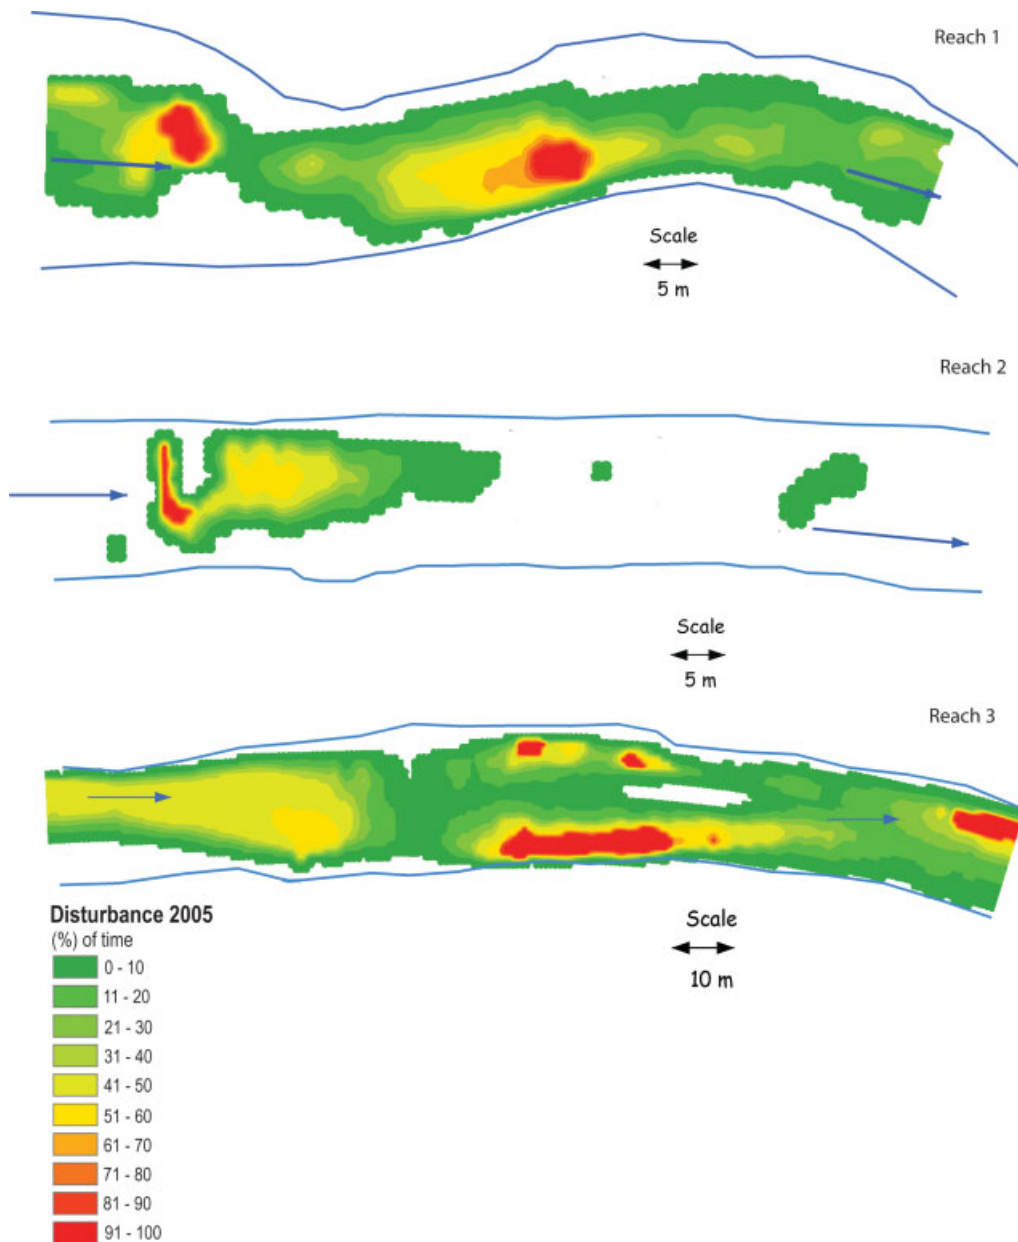 Reach 1
Scale
5 m
Reach 2
Scale
5 m
Reach 3
Scale
10 m
Disturbance 2005
(%) of time
0 - 10
11 - 20
21 - 30
31 - 40
41 - 50
51 - 60
61 - 70
71 - 80
81 - 90
91 - 100